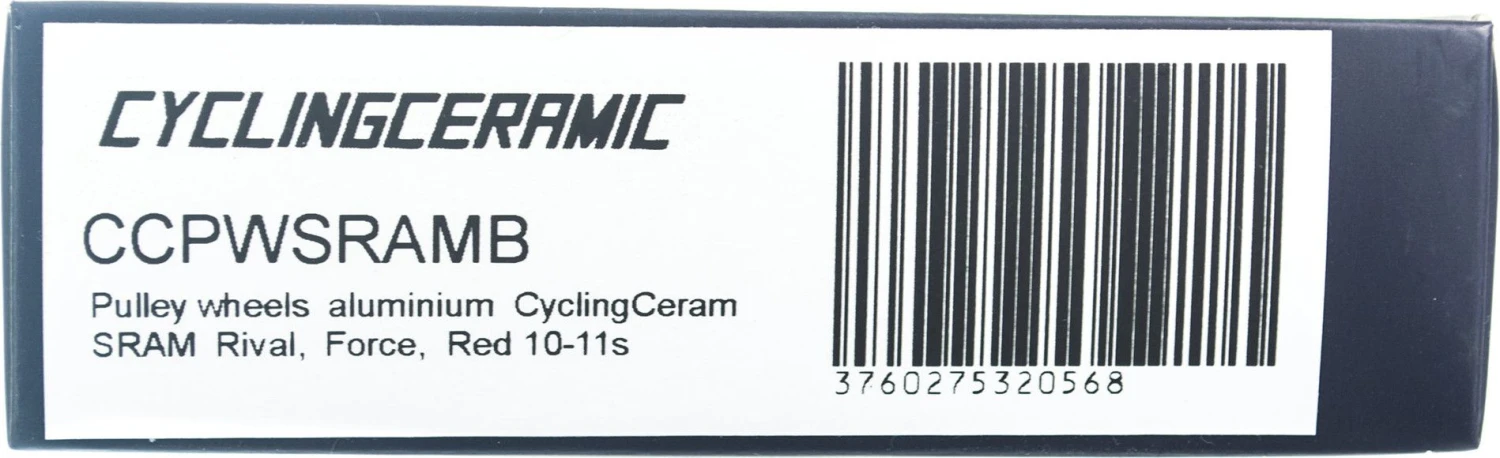 CYCLINGCERAMIC
CCPWSRAMB
Pulley wheels aluminium CyclingCeram
SRAM Rival, Force, Red 10-11s
3760275320568